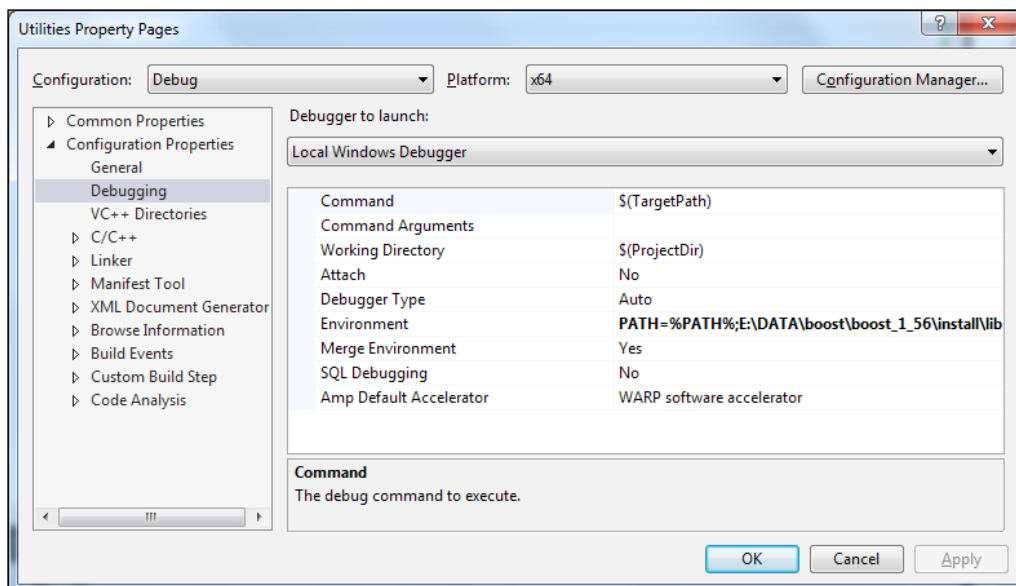 Utilities Property Pages
Configuration: Debug Platform: x64 Configuration Manager...
Common Properties
Configuration Properties
General
Debugging
VC++ Directories
C/C++
Linker
Manifest Tool
XML Document Generator
Browse Information
Build Events
Custom Build Step
Code Analysis
Debugger to launch:
Local Windows Debugger
Command $(TargetPath)
Command Arguments
Working Directory $(ProjectDir)
Attach No
Debugger Type Auto
Environment PATH=%PATH%;E:\DATA\boost\boost_1_56\install\lib
Merge Environment Yes
SQL Debugging No
Amp Default Accelerator WARP software accelerator
Command
The debug command to execute.
OK Cancel Apply